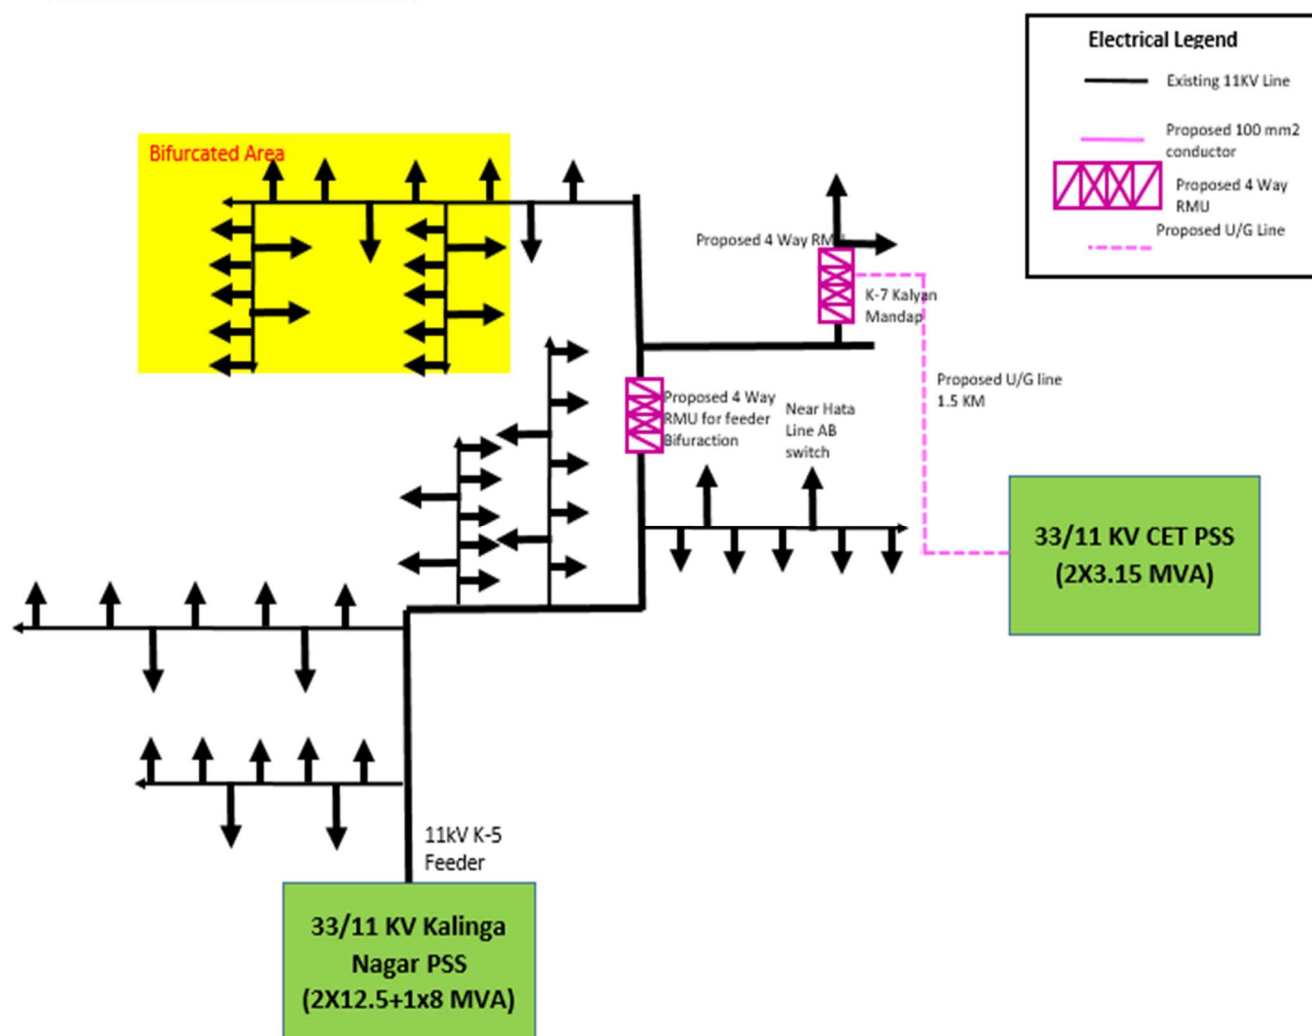 Electrical Legend
Existing 11KV Line
Proposed 100 mm2
conductor
Proposed 4 Way
RMU
Proposed U/G Line
Bifurcated Area
Proposed 4 Way RMU
K-7 Kalyan
Mandap
Proposed U/G line
1.5 KM
Proposed 4 Way
RMU for feeder
Bifuraction
Near Hata
Line AB
switch
33/11 KV CET PSS
(2X3.15 MVA)
11kV K-5
Feeder
33/11 KV Kalinga
Nagar PSS
(2X12.5+1x8 MVA)